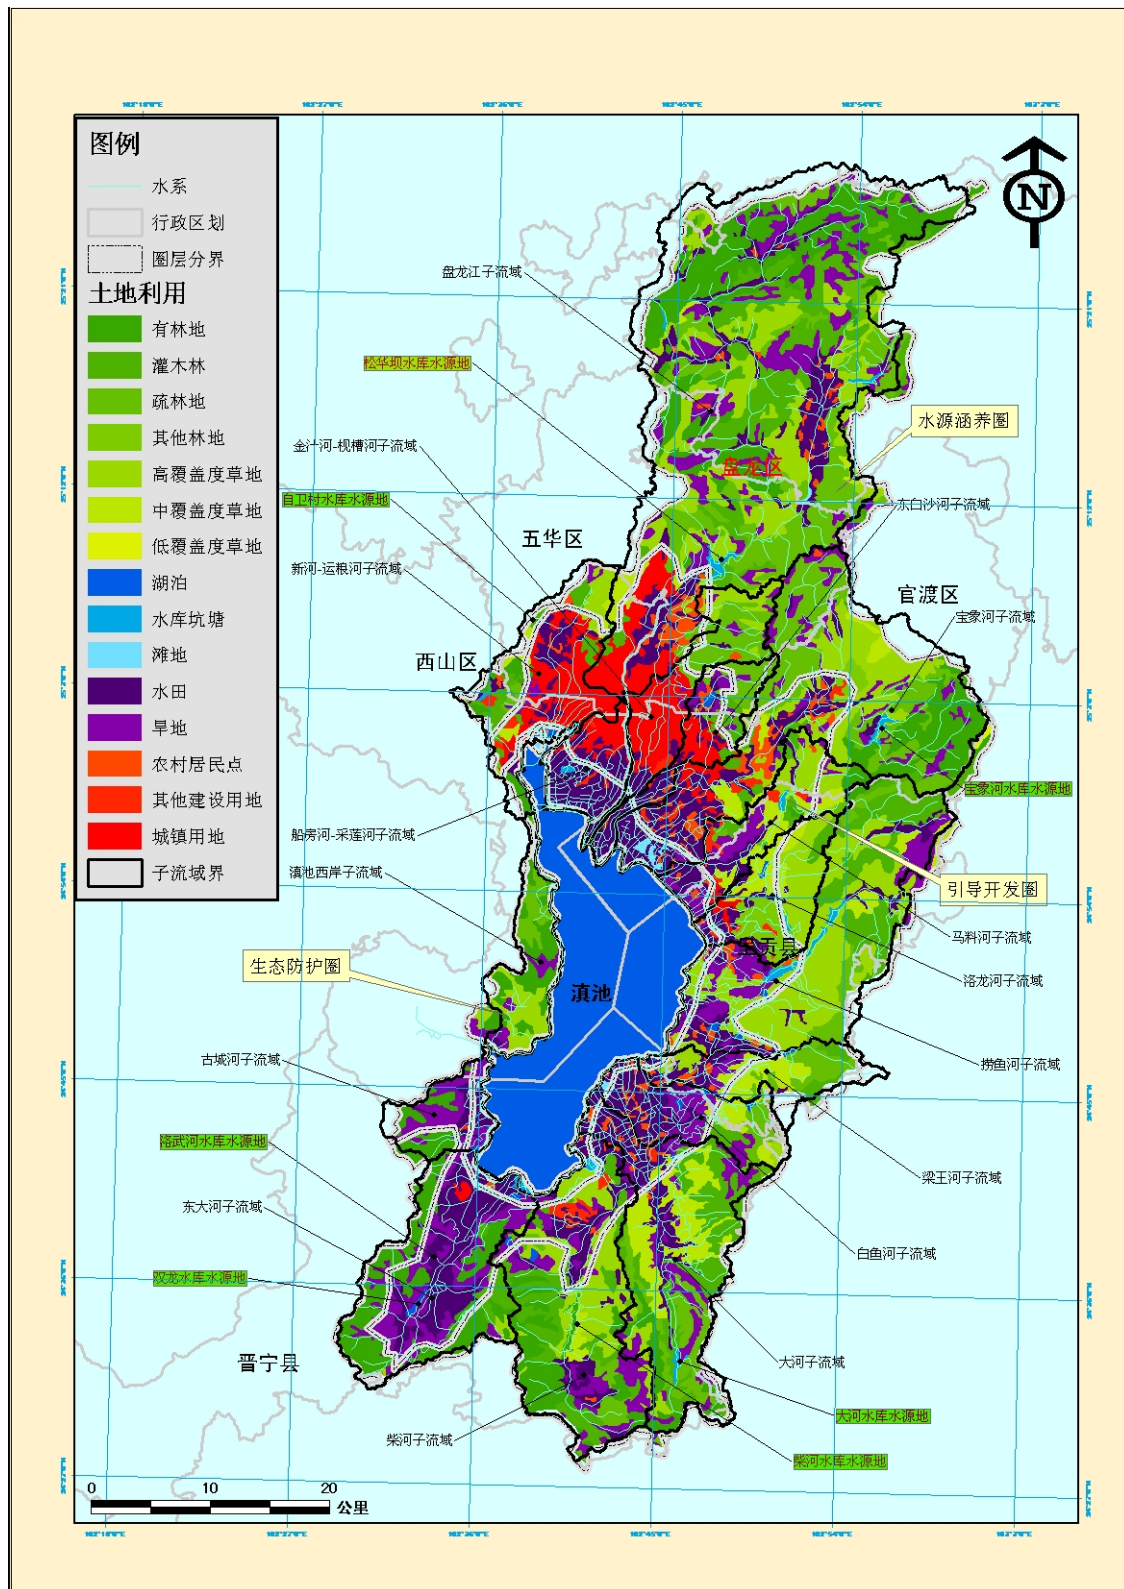 图例
水系
行政区划
圈层分界
土地利用
有林地
灌木林
疏林地
其他林地
高覆盖度草地
中覆盖度草地
低覆盖度草地
湖泊
水库坑塘
滩地
水田
旱地
农村居民点
其他建设用地
城镇用地
子流域界
N
盘龙江子流域
松华坝水库水源地
水源涵养圈
金汁河-枧槽河子流域
盘龙区
自卫村水库水源地
东白沙河子流域
五华区
新河-运粮河子流域
官渡区
宝象河子流域
西山区
宝象河水库水源地
船房河-采莲河子流域
滇池西岸子流域
引导开发圈
马料河子流域
生态防护圈
洛龙河子流域
滇池
捞鱼河子流域
古城河子流域
洛武河水库水源地
梁王河子流域
东大河子流域
白鱼河子流域
双龙水库水源地
晋宁县
大河子流域
大河水库水源地
柴河子流域
柴河水库水源地
0 10 20
公里